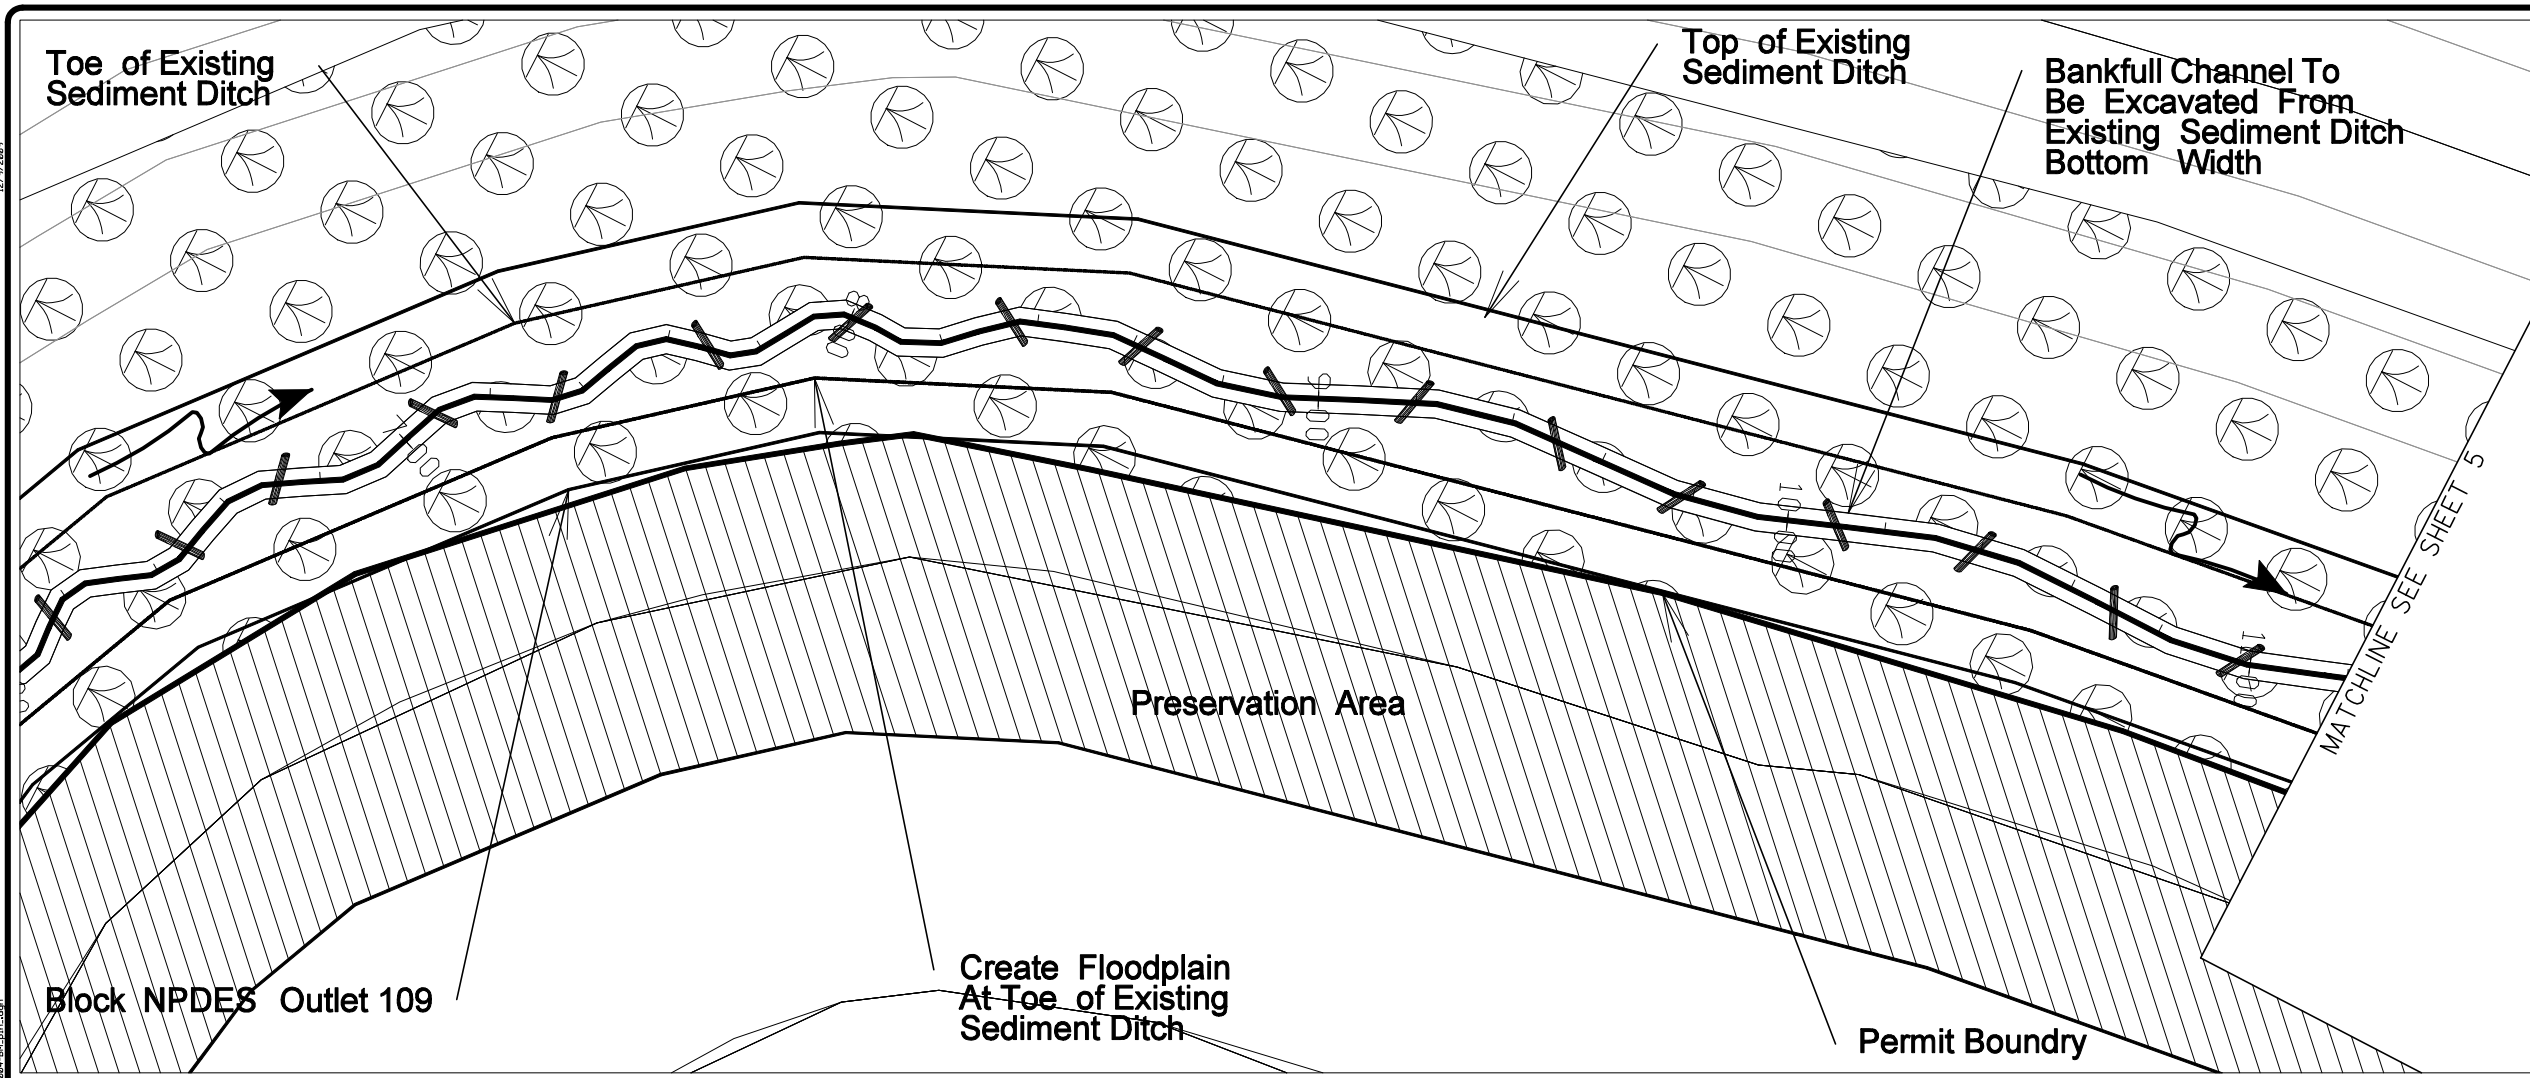 Toe of Existing
Sediment Ditch
Top of Existing
Sediment Ditch
Bankfull Channel To
Be Excavated From
Existing Sediment Ditch
Bottom Width
MATCHLINE SEE SHEET 5
Preservation Area
Block NPDES Outlet 109
Create Floodplain
At Toe of Existing
Sediment Ditch
Permit Boundry